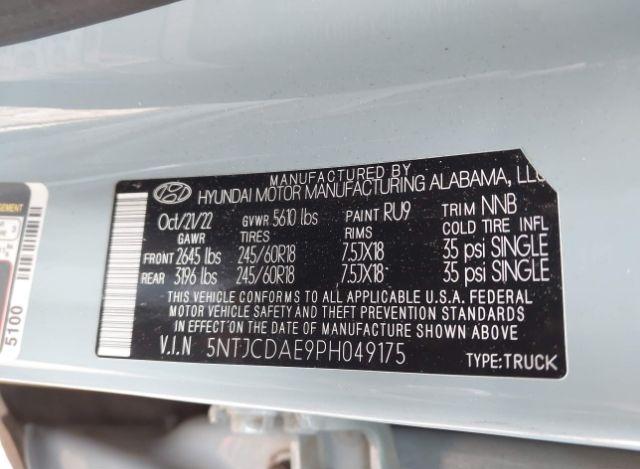 MANUFACTURED BY
HYUNDAI MOTOR MANUFACTURING ALABAMA, LLC
Oct/21/22 GVWR 5610 lbs PAINT RU9 TRIM NNB
GAWR TIRES RIMS COLD TIRE INFL
FRONT 2645 lbs 245/60R18 7.5JX18 35 psi SINGLE
REAR 3196 lbs 245/60R18 7.5JX18 35 psi SINGLE
THIS VEHICLE CONFORMS TO ALL APPLICABLE U.S.A. FEDERAL
MOTOR VEHICLE SAFETY AND THEFT PREVENTION STANDARDS
IN EFFECT ON THE DATE OF MANUFACTURE SHOWN ABOVE.
V.I.N 5NTJCDAE9PH049175
TYPE:TRUCK
5100